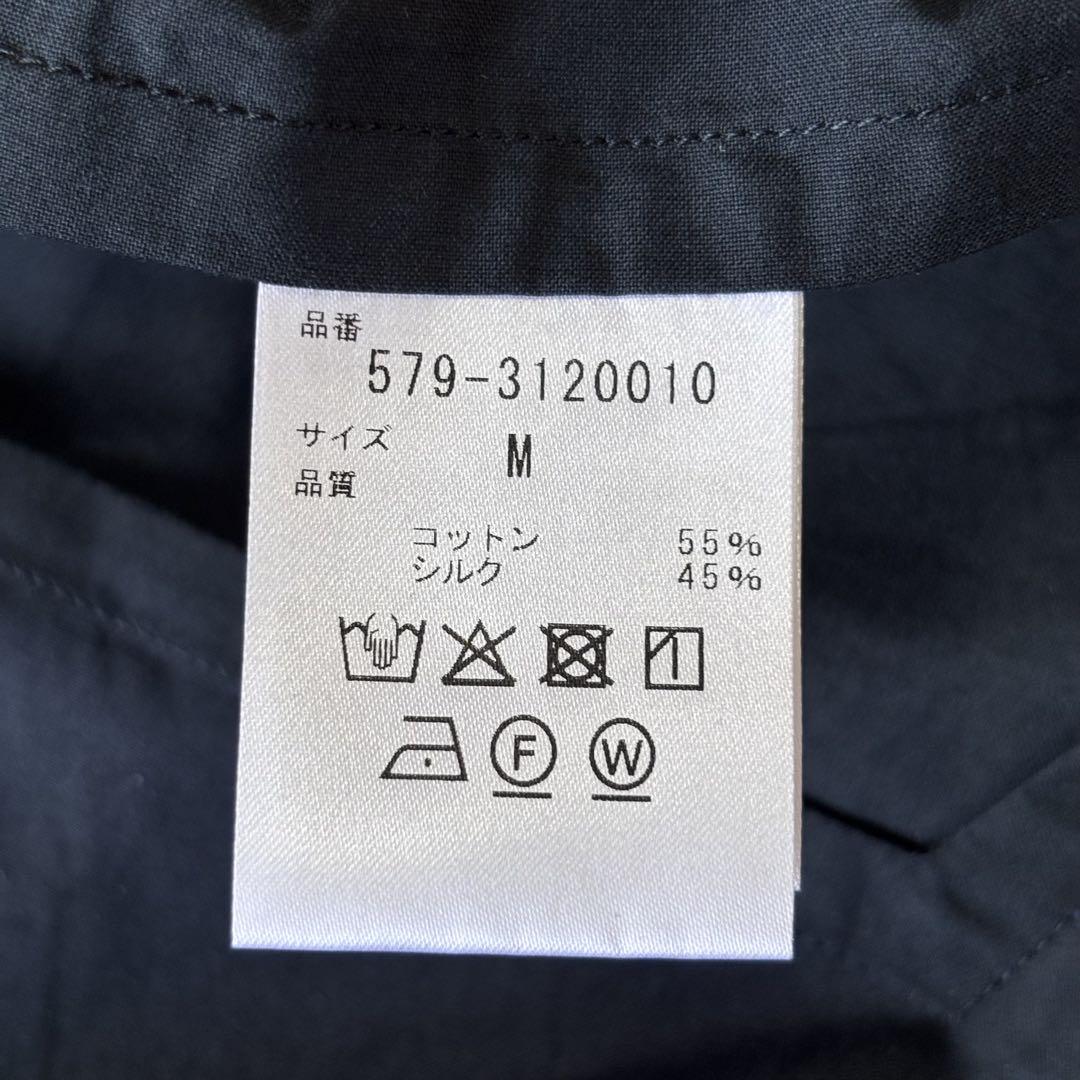 品番
579-3120010
サイズ M
品質
コットン 55%
シルク 45%
F W